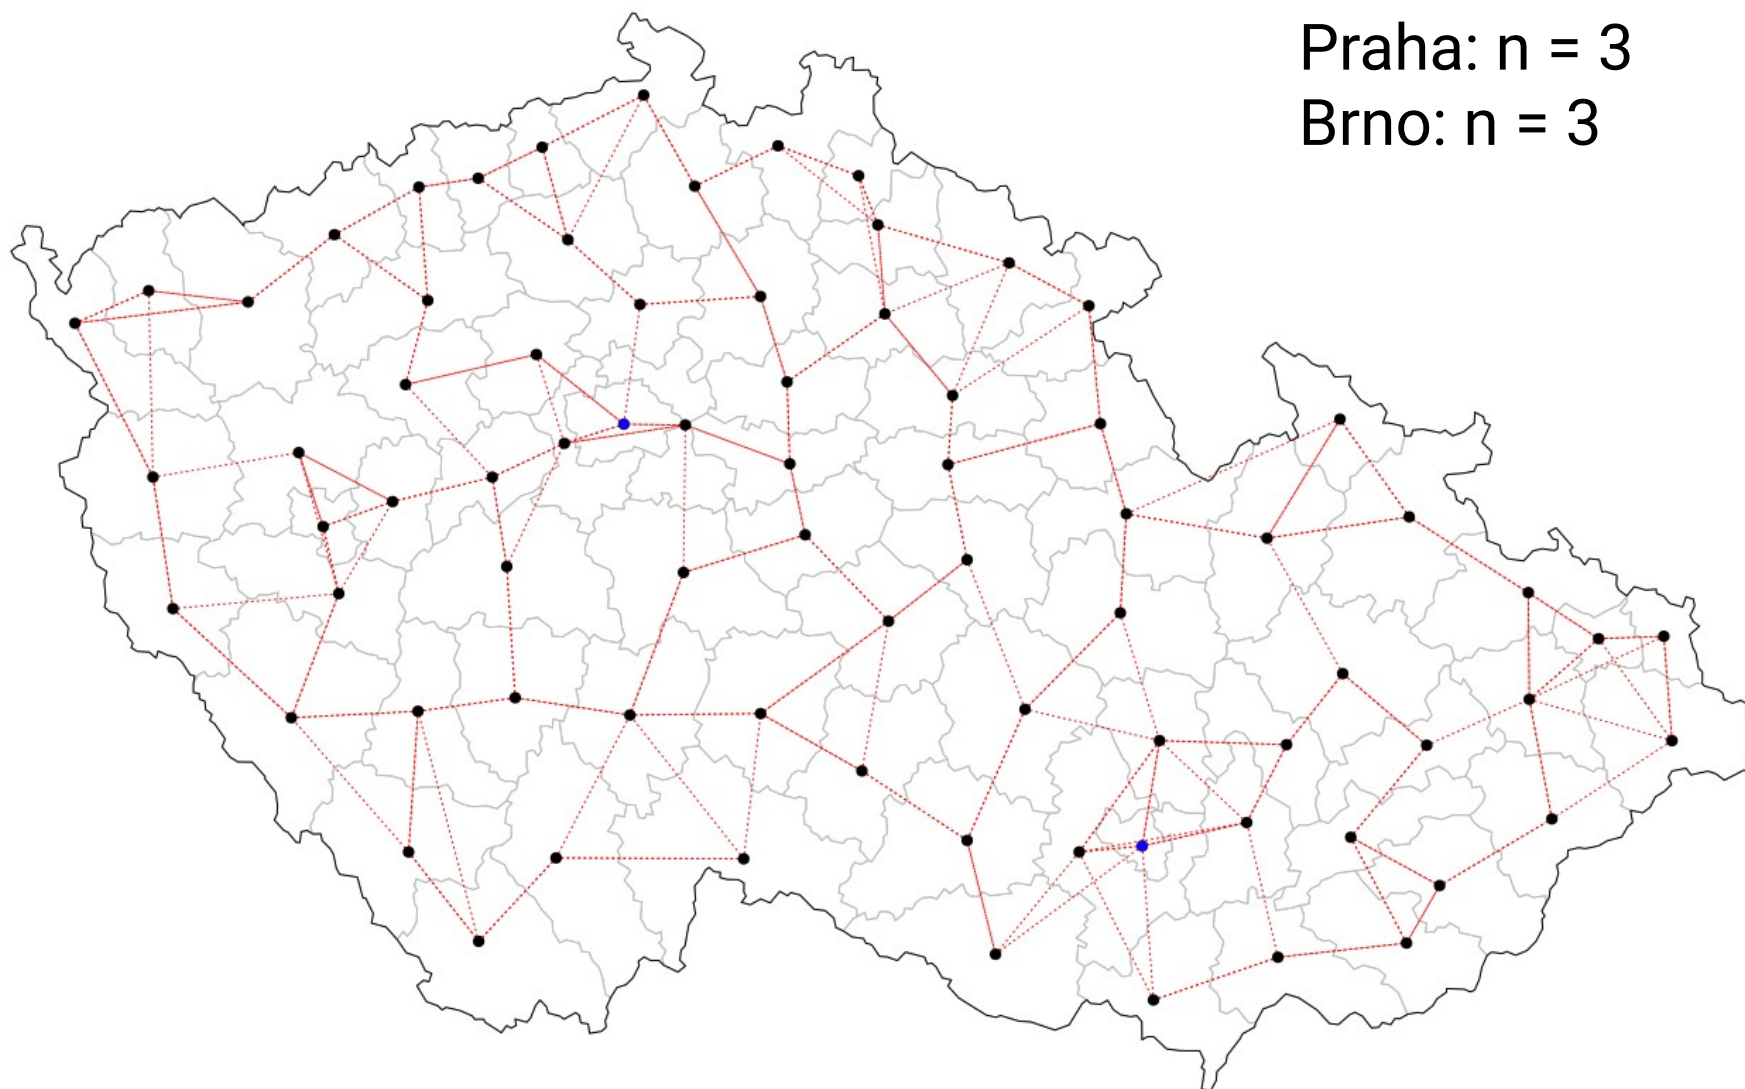 Praha: n = 3
Brno: n = 3